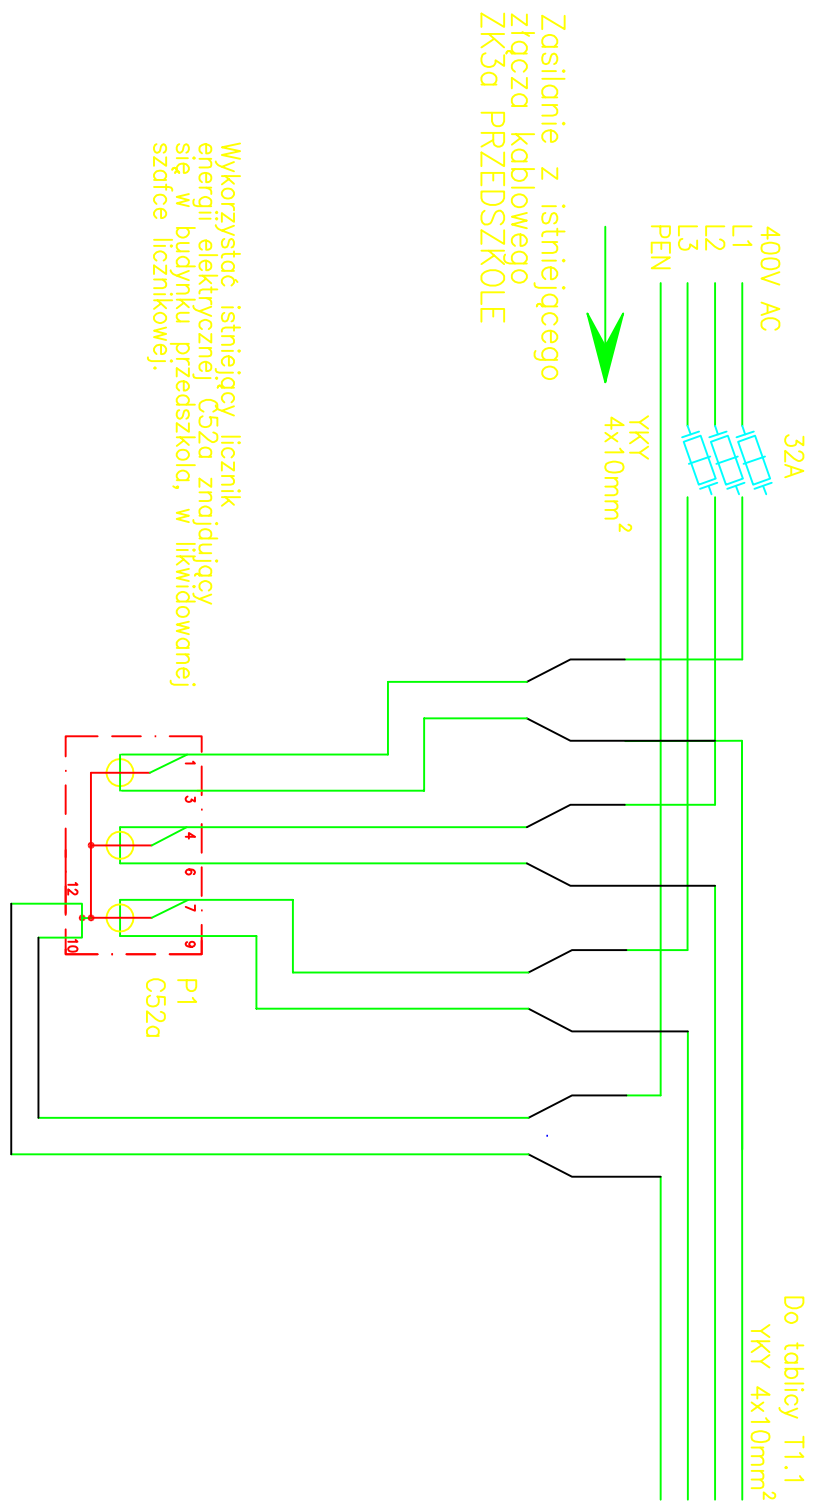 Zasilanie z istniejącego
złącza kablowego
ZK3a PRZEDSZKOLE
400V AC
L1
L2
L3
PEN
32A
YKY
4x10mm²
Wykorzystać istniejący licznik
energii elektrycznej C52a znajdujący
się w budynku przedszkola, w likwidowanej
szafce licznikowej.
1
3
4
6
7
9
12
10
P1
C52a
Do tablicy T1.1
YKY 4x10mm²